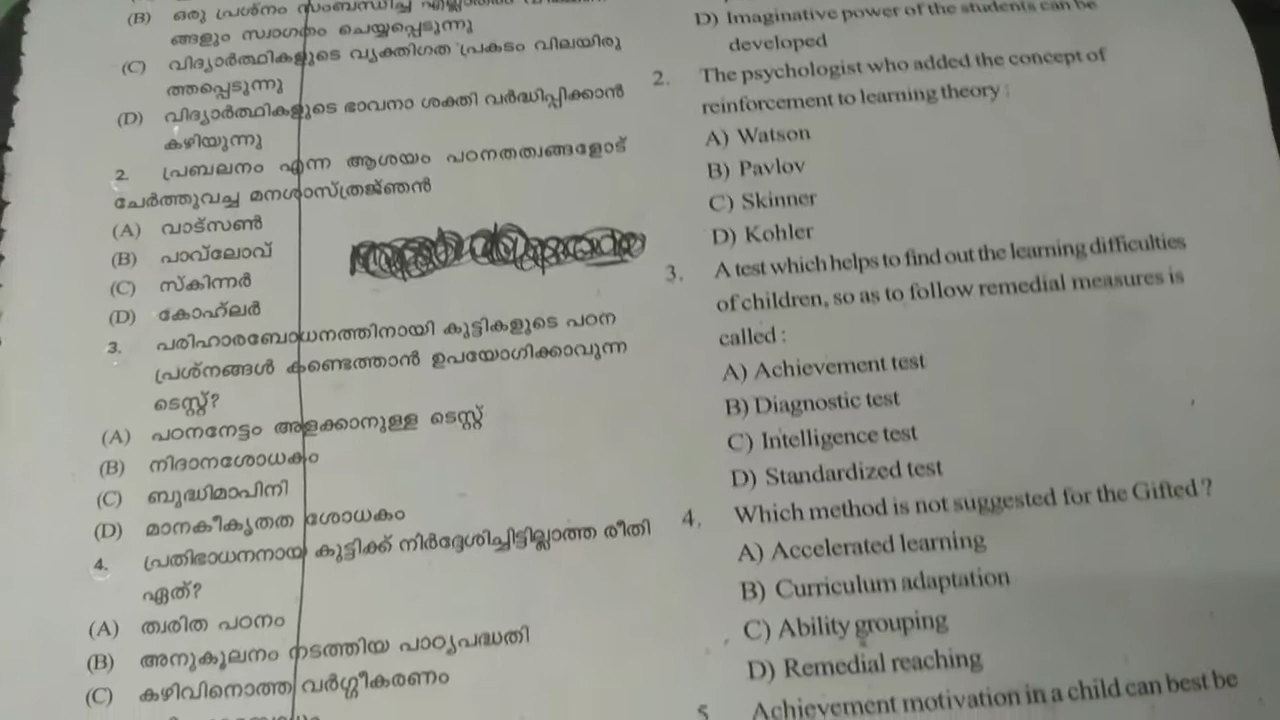 (B) ഒരു പ്രശ്നം സംബന്ധിച്ച
ങ്ങളും സ്വാഗതം ചെയ്യപ്പെടുന്നു
(C) വിദ്യാർത്ഥികളുടെ വ്യക്തിഗത പ്രകടം വിലയിരു
ത്തപ്പെടുന്നു
(D) വിദ്യാർത്ഥികളുടെ ഭാവനാ ശക്തി വർദ്ധിപ്പിക്കാൻ
കഴിയുന്നു
2. പ്രബലനം എന്ന ആശയം പഠനതത്വങ്ങളോട്
ചേർത്തുവച്ച മനശാസ്ത്രജ്ഞൻ
(A) വാട്സൺ
(B) പാവ്ലോവ്
(C) സ്കിന്നർ
(D) കോഹ്ലർ
3. പരിഹാരബോധനത്തിനായി കുട്ടികളുടെ പഠന
പ്രശ്നങ്ങൾ കണ്ടെത്താൻ ഉപയോഗിക്കാവുന്ന
ടെസ്റ്റ്?
(A) പഠനനേട്ടം അളക്കാനുള്ള ടെസ്റ്റ്
(B) നിദാനശോധകം
(C) ബുദ്ധിമാപിനി
(D) മാനകീകൃതത ശോധകം
4. പ്രതിഭാധനനായ കുട്ടിക്ക് നിർദ്ദേശിച്ചിട്ടില്ലാത്ത രീതി
ഏത്?
(A) ത്വരിത പഠനം
(B) അനുകൂലനം നടത്തിയ പാഠ്യപദ്ധതി
(C) കഴിവിനൊത്ത വർഗ്ഗീകരണം
D) Imaginative power of the students can be
developed
2. The psychologist who added the concept of
reinforcement to learning theory :
A) Watson
B) Pavlov
C) Skinner
D) Kohler
3. A test which helps to find out the learning difficulties
of children, so as to follow remedial measures is
called :
A) Achievement test
B) Diagnostic test
C) Intelligence test
D) Standardized test
4. Which method is not suggested for the Gifted ?
A) Accelerated learning
B) Curriculum adaptation
C) Ability grouping
D) Remedial reaching
5 Achievement motivation in a child can best be